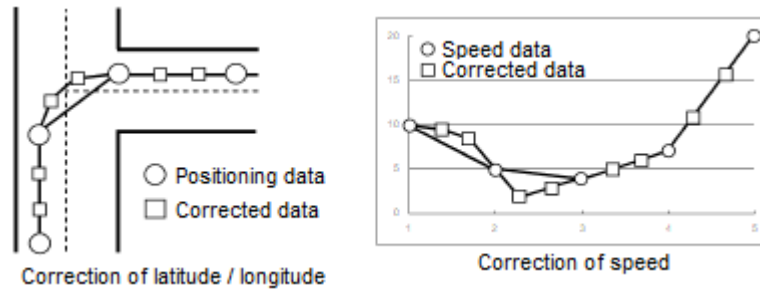 Positioning data
Corrected data
Correction of latitude / longitude
Speed data
Corrected data
20
15
10
5
0
1 2 3 4 5
Correction of speed